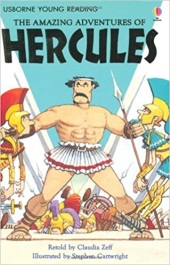 USBORNE YOUNG READING
THE AMAZING ADVENTURES OF
HERCULES
Retold by Claudia Zeff
Illustrated by Stephen Cartwright